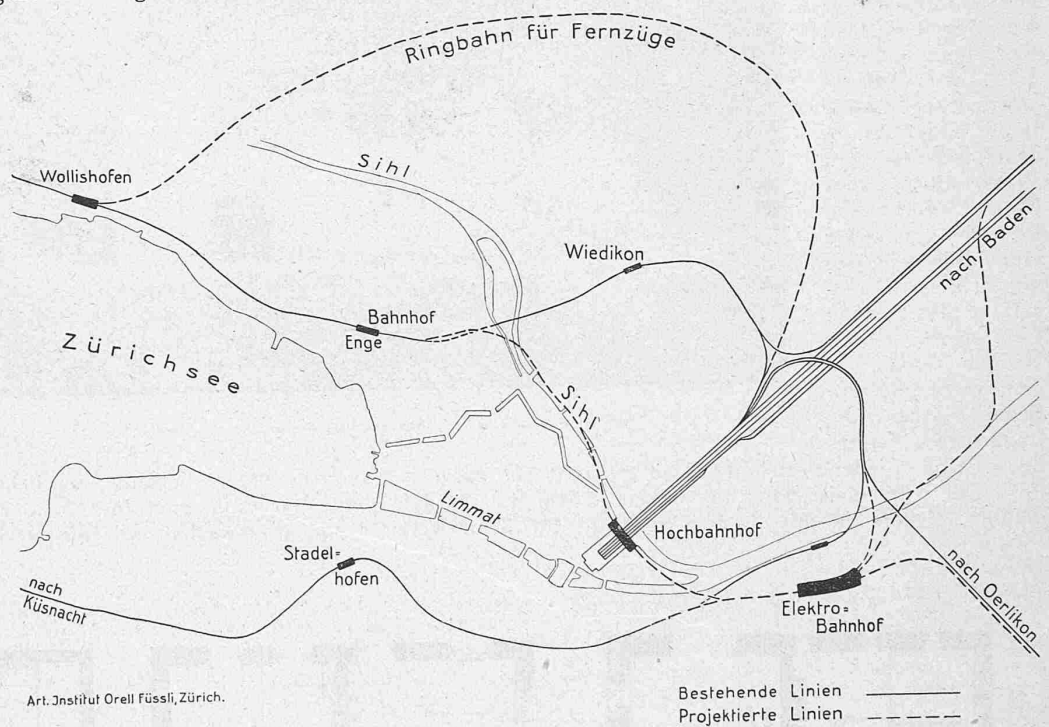 Ringbahn für Fernzüge
Sihl
Wollishofen
Wiedikon
nach Baden
Bahnhof
Enge
Zürichsee
Sihl
Limmat
Hochbahnhof
Stadel=
hofen
nach
Küsnacht
nach Oerlikon
Elektro=
Bahnhof
Art. Jnstitut Orell Füssli, Zürich.
Bestehende Linien
Projektierte Linien